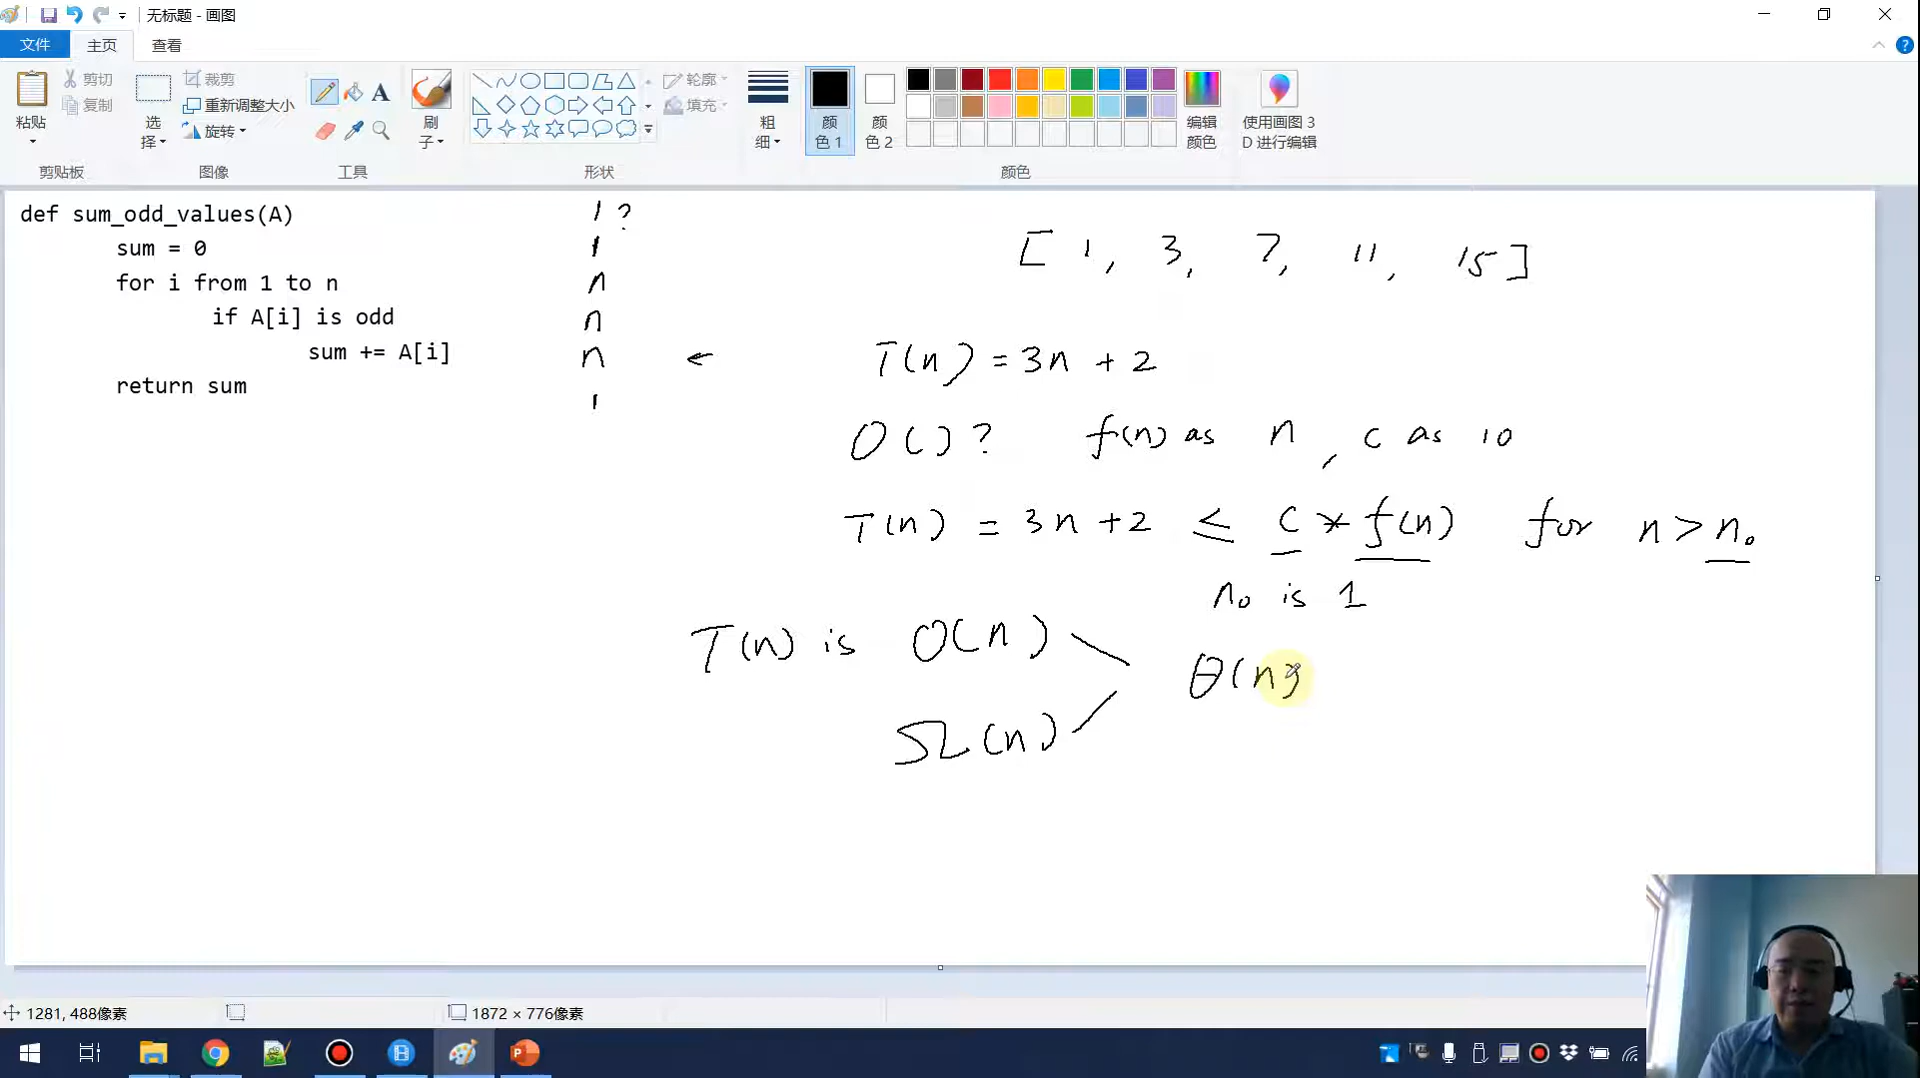 无标题 - 画图
文件 主页 查看
粘贴 剪切 复制 剪贴板
选择 裁剪 重新调整大小 旋转 图像
工具
刷子
形状 轮廓 填充
粗细
颜色 1 颜色 2 编辑颜色 使用画图 3D 进行编辑 颜色
def sum_odd_values(A) 1 ?
sum = 0 1
for i from 1 to n n
if A[i] is odd n
sum += A[i] n ←
return sum 1
[ 1, 3, 7, 11, 15 ]
T(n) = 3n + 2
O( )? f(n) as n, c as 10
T(n) = 3n + 2 ≤ c * f(n) for n > n₀
n₀ is 1
T(n) is O(n)
Θ(n)
Ω(n)
1281, 488像素 1872 × 776像素